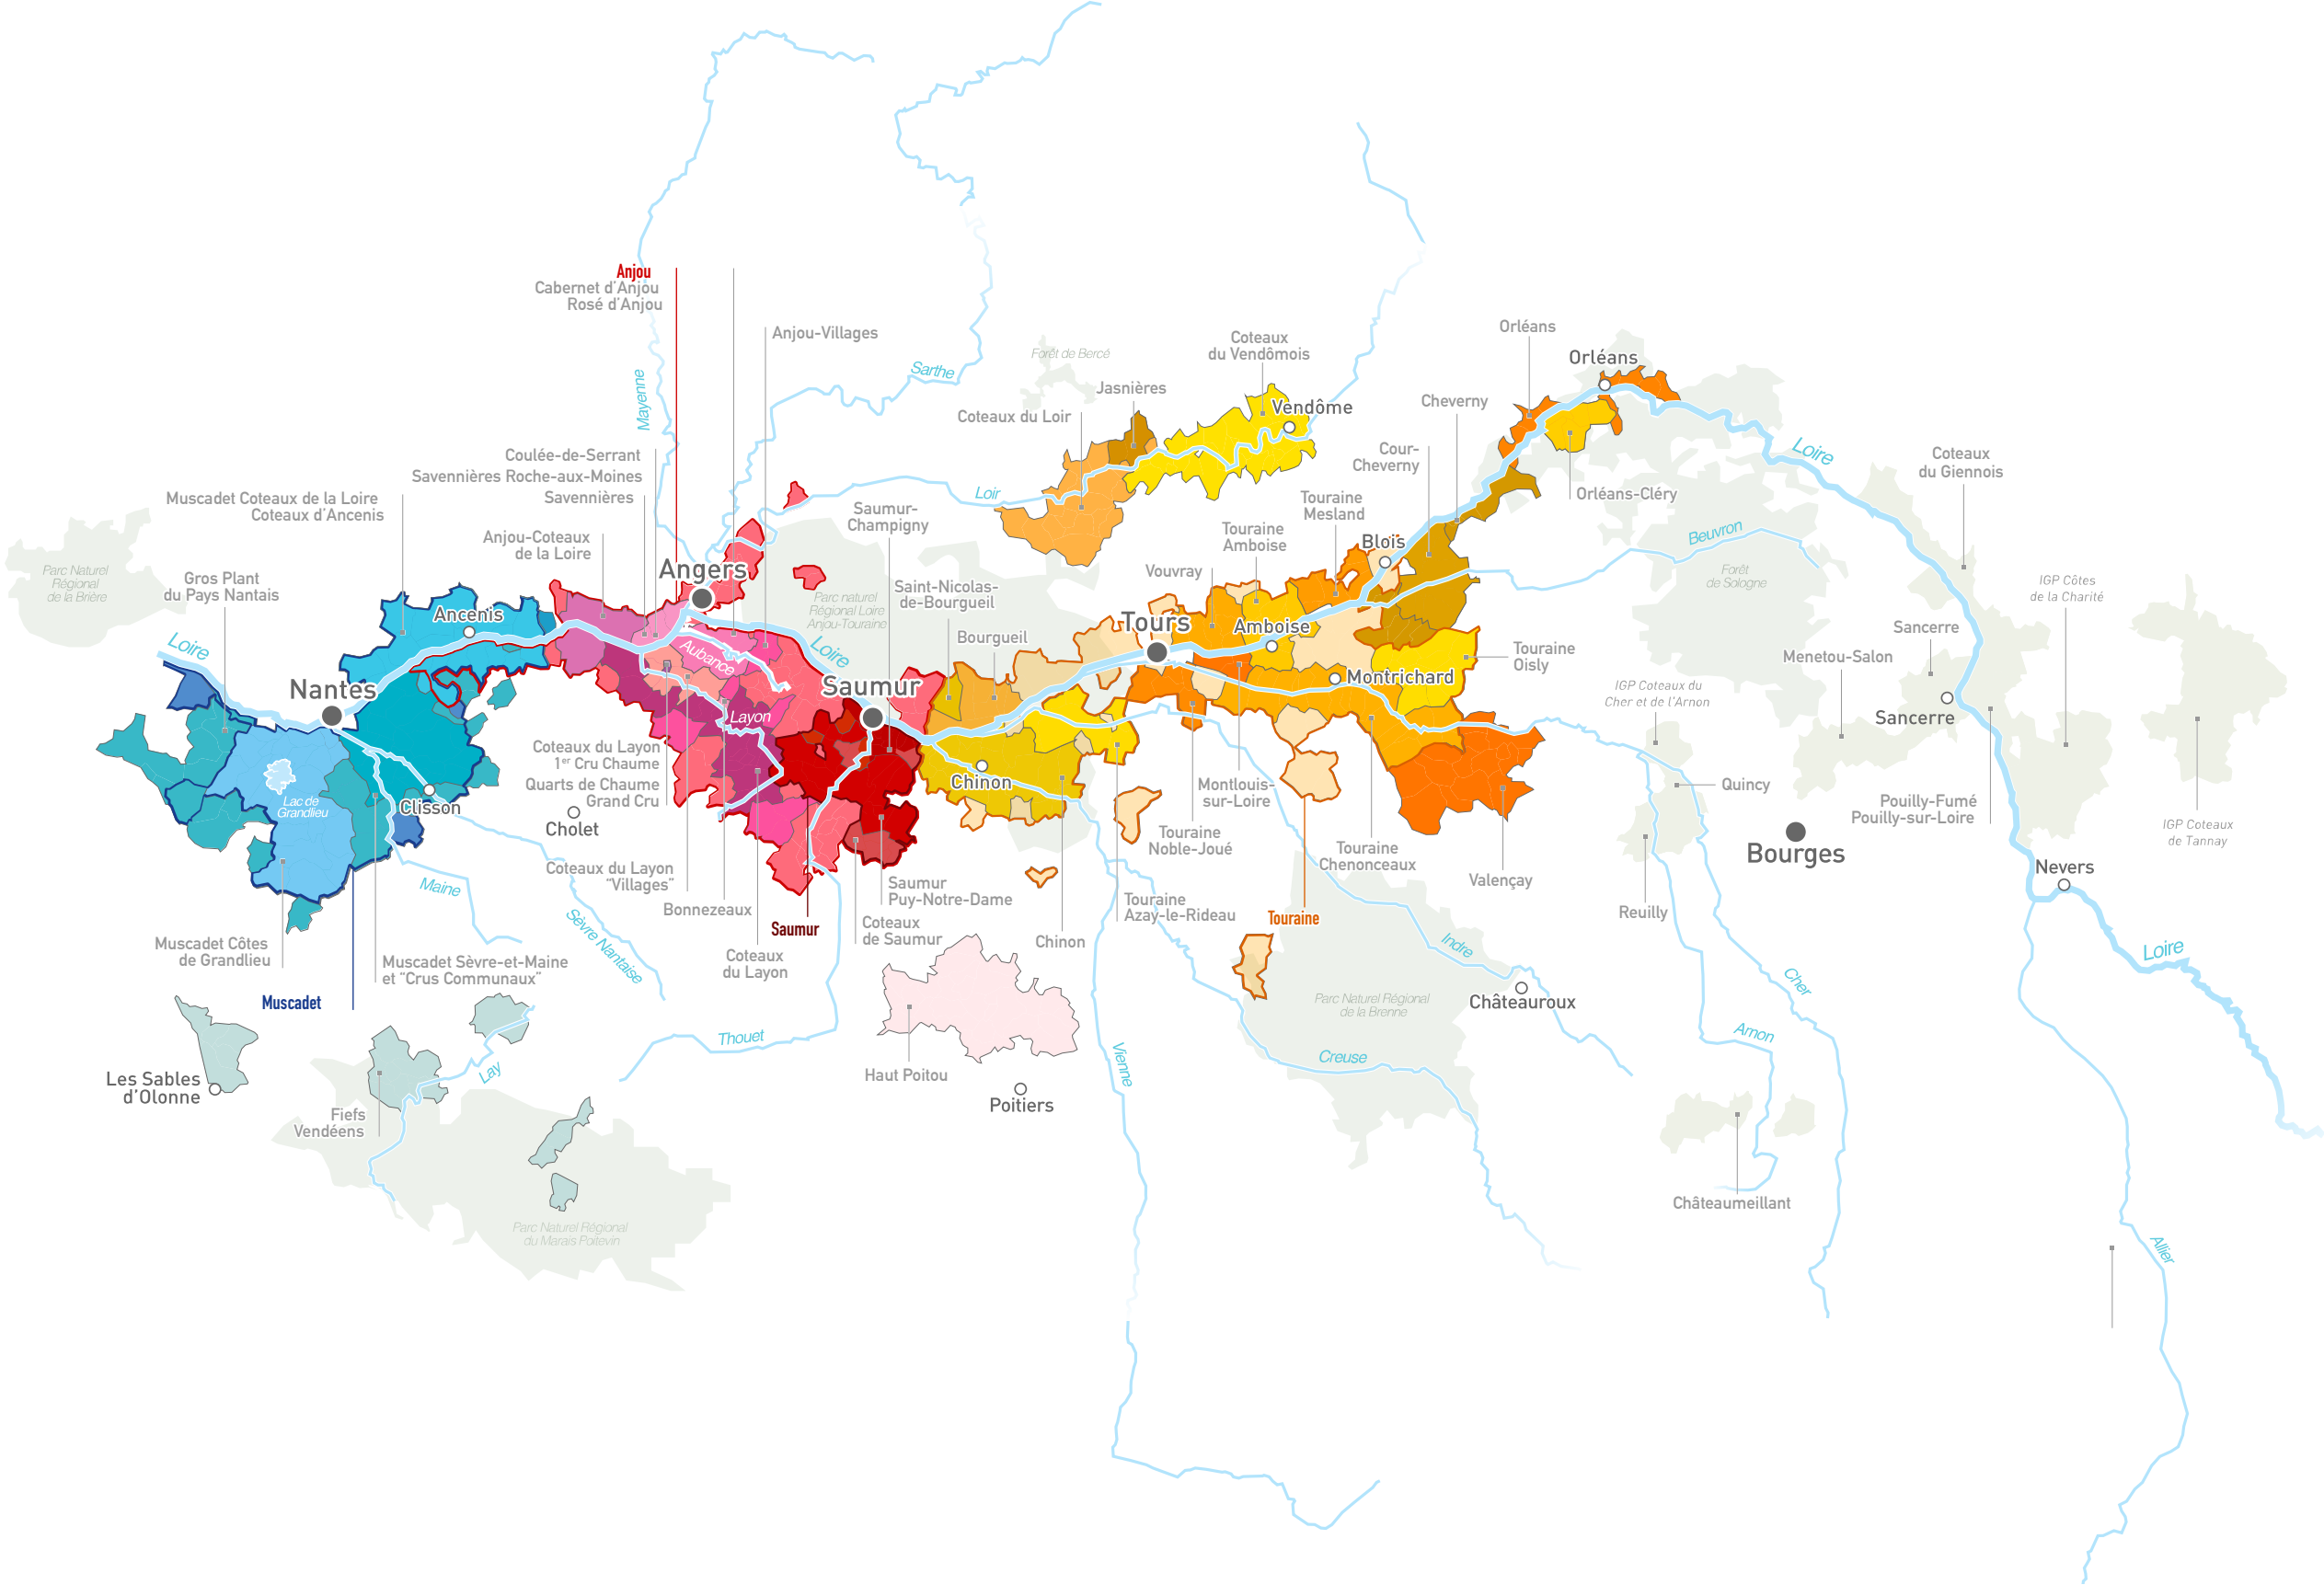 Anjou
Cabernet d'Anjou
Rosé d'Anjou
Anjou-Villages
Mayenne
Sarthe
Forêt de Bercé
Jasnières
Coteaux du Loir
Coteaux
du Vendômois
Vendôme
Orléans
Orléans
Cheverny
Cour-
Cheverny
Orléans-Cléry
Loire
Coteaux
du Giennois
Coulée-de-Serrant
Savennières Roche-aux-Moines
Savennières
Muscadet Coteaux de la Loire
Coteaux d'Ancenis
Anjou-Coteaux
de la Loire
Loir
Saumur-
Champigny
Touraine
Mesland
Touraine
Amboise
Blois
Beuvron
Parc Naturel
Régional
de la Brière
Gros Plant
du Pays Nantais
Angers
Parc naturel
Régional Loire
Anjou-Touraine
Saint-Nicolas-
de-Bourgueil
Vouvray
Forêt
de Sologne
IGP Côtes
de la Charité
Ancenis
Loire
Aubance
Loire
Bourgueil
Tours
Amboise
Touraine
Oisly
Sancerre
Menetou-Salon
Nantes
Saumur
Montrichard
IGP Coteaux du
Cher et de l'Arnon
Sancerre
Layon
Coteaux du Layon
1er Cru Chaume
Quarts de Chaume
Grand Cru
Lac de
Grandlieu
Clisson
Cholet
Chinon
Montlouis-
sur-Loire
Touraine
Noble-Joué
Touraine
Chenonceaux
Valençay
Quincy
Pouilly-Fumé
Pouilly-sur-Loire
IGP Coteaux
de Tannay
Bourges
Nevers
Maine
Coteaux du Layon
“Villages”
Bonnezeaux
Saumur
Saumur
Puy-Notre-Dame
Coteaux
de Saumur
Chinon
Touraine
Azay-le-Rideau
Touraine
Reuilly
Muscadet Côtes
de Grandlieu
Muscadet Sèvre-et-Maine
et “Crus Communaux”
Sèvre Nantaise
Coteaux
du Layon
Indre
Loire
Muscadet
Parc Naturel Régional
de la Brenne
Châteauroux
Cher
Arnon
Thouet
Creuse
Vienne
Haut Poitou
Poitiers
Lay
Les Sables
d'Olonne
Fiefs
Vendéens
Châteaumeillant
Parc Naturel Régional
du Marais Poitevin
Allier